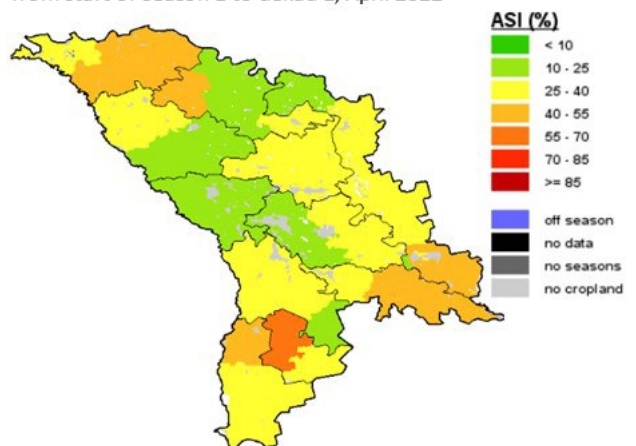 ASI (%)
< 10
10 - 25
25 - 40
40 - 55
55 - 70
70 - 85
>= 85
off season
no data
no seasons
no cropland